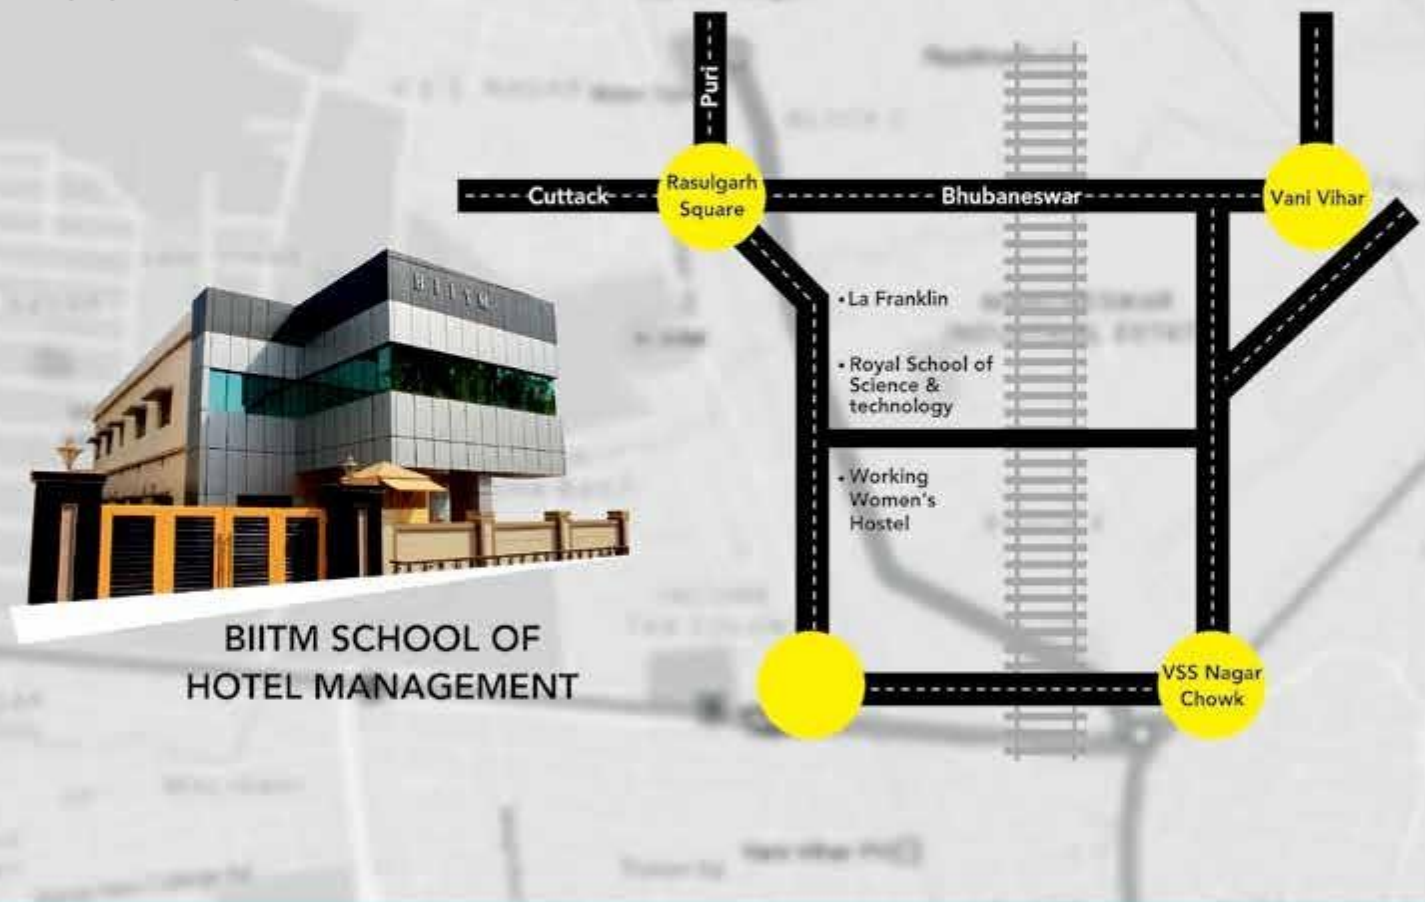 Puri
Cuttack
Rasulgarh
Square
Bhubaneswar
Vani Vihar
BIITM
• La Franklin
• Royal School of
Science &
technology
• Working
Women's
Hostel
BIITM SCHOOL OF
HOTEL MANAGEMENT
VSS Nagar
Chowk